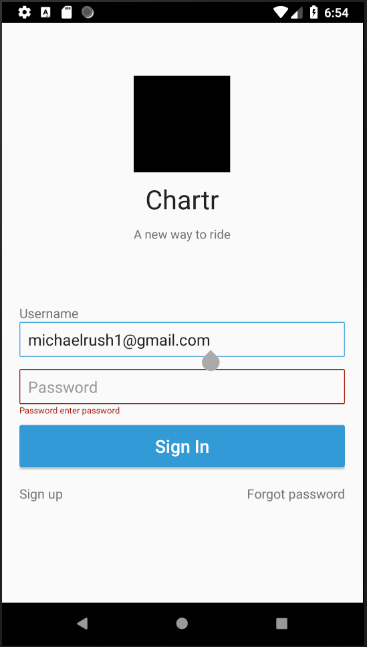 6:54
Chartr
A new way to ride
Username
michaelrush1@gmail.com
Password
Password enter password
Sign In
Sign up
Forgot password